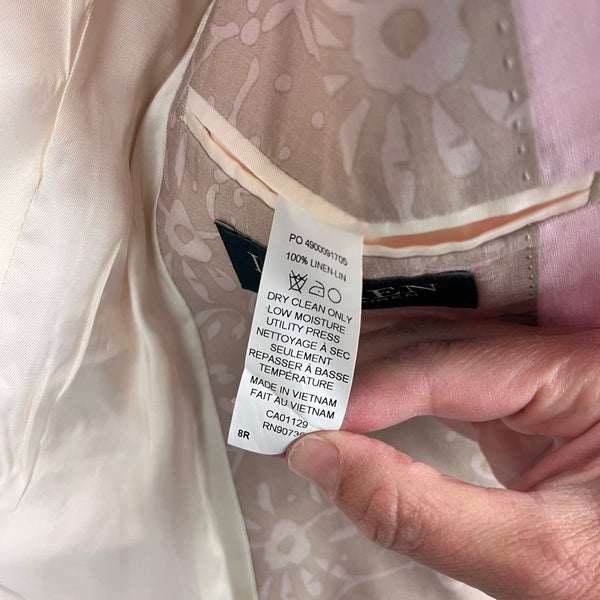 PO 4900091705
100% LINEN-LIN
DRY CLEAN ONLY
LOW MOISTURE
UTILITY PRESS
NETTOYAGE À SEC
SEULEMENT
REPASSER À BASSE
TEMPÉRATURE
MADE IN VIETNAM
FAIT AU VIETNAM
CA01129
8R